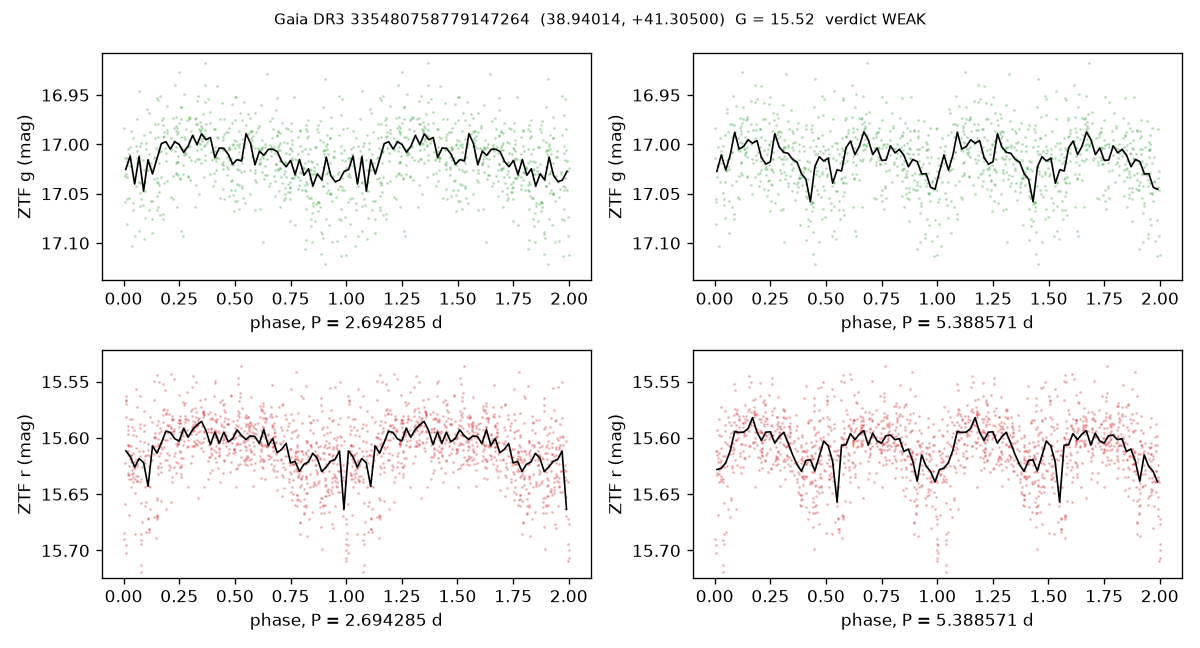 Gaia DR3 335480758779147264 (38.94014, +41.30500) G = 15.52 verdict WEAK
ZTF g (mag)
16.95
17.00
17.05
17.10
0.00 0.25 0.50 0.75 1.00 1.25 1.50 1.75 2.00
phase, P = 2.694285 d
ZTF g (mag)
16.95
17.00
17.05
17.10
0.00 0.25 0.50 0.75 1.00 1.25 1.50 1.75 2.00
phase, P = 5.388571 d
ZTF r (mag)
15.55
15.60
15.65
15.70
0.00 0.25 0.50 0.75 1.00 1.25 1.50 1.75 2.00
phase, P = 2.694285 d
ZTF r (mag)
15.55
15.60
15.65
15.70
0.00 0.25 0.50 0.75 1.00 1.25 1.50 1.75 2.00
phase, P = 5.388571 d